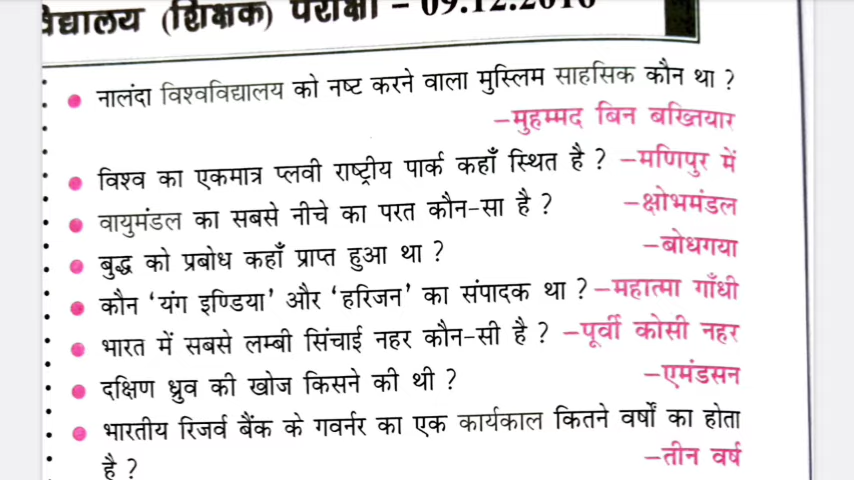 विद्यालय (शिक्षक) परीक्षा – 09.12.2016
नालंदा विश्वविद्यालय को नष्ट करने वाला मुस्लिम साहसिक कौन था ?
–मुहम्मद बिन बख्तियार
विश्व का एकमात्र प्लवी राष्ट्रीय पार्क कहाँ स्थित है ? –मणिपुर में
वायुमंडल का सबसे नीचे का परत कौन-सा है ? –क्षोभमंडल
बुद्ध को प्रबोध कहाँ प्राप्त हुआ था ? –बोधगया
कौन ‘यंग इण्डिया’ और ‘हरिजन’ का संपादक था ? –महात्मा गाँधी
भारत में सबसे लम्बी सिंचाई नहर कौन-सी है ? –पूर्वी कोसी नहर
दक्षिण ध्रुव की खोज किसने की थी ? –एमंडसन
भारतीय रिजर्व बैंक के गवर्नर का एक कार्यकाल कितने वर्षों का होता
है ? –तीन वर्ष